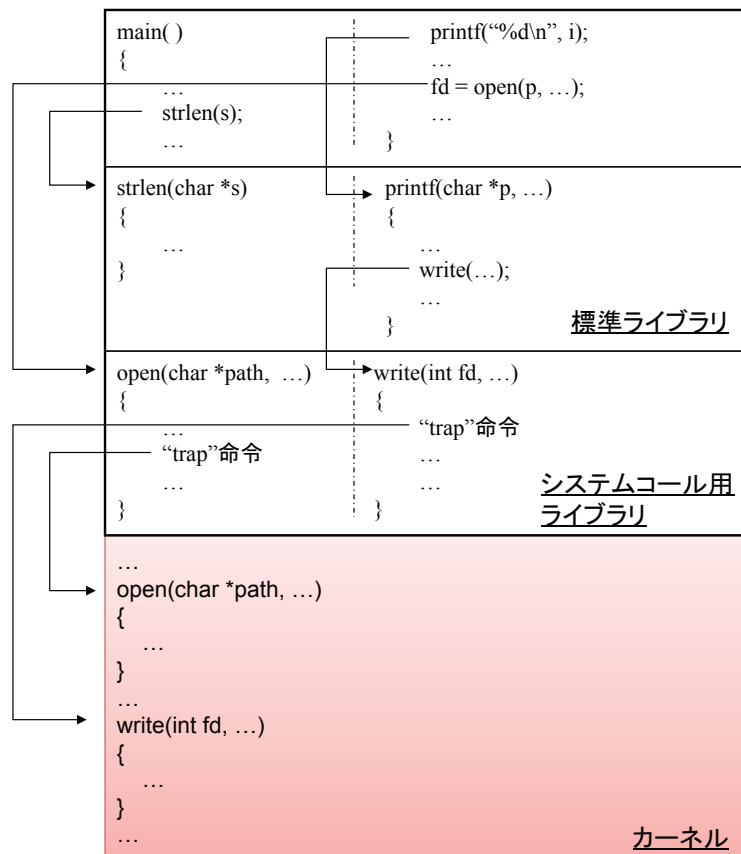 main( )
{
…
strlen(s);
…
printf(“%d\n”, i);
…
fd = open(p, …);
…
}
strlen(char *s)
{
…
}
printf(char *p, …)
{
…
write(…);
…
}
標準ライブラリ
open(char *path, …)
{
…
“trap”命令
…
}
write(int fd, …)
{
“trap”命令
…
…
}
システムコール用
ライブラリ
…
open(char *path, …)
{
…
}
…
write(int fd, …)
{
…
}
…
カーネル